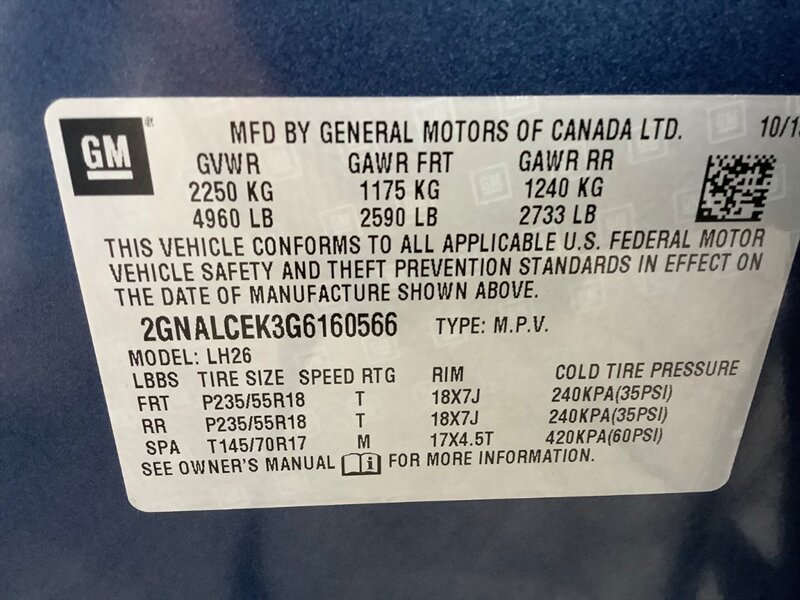 GM
MFD BY GENERAL MOTORS OF CANADA LTD. 10/15
GVWR GAWR FRT GAWR RR
2250 KG 1175 KG 1240 KG
4960 LB 2590 LB 2733 LB
THIS VEHICLE CONFORMS TO ALL APPLICABLE U.S. FEDERAL MOTOR
VEHICLE SAFETY AND THEFT PREVENTION STANDARDS IN EFFECT ON
THE DATE OF MANUFACTURE SHOWN ABOVE.
2GNALCEK3G6160566 TYPE: M.P.V.
MODEL: LH26
LBBS TIRE SIZE SPEED RTG RIM COLD TIRE PRESSURE
FRT P235/55R18 T 18X7J 240KPA(35PSI)
RR P235/55R18 T 18X7J 240KPA(35PSI)
SPA T145/70R17 M 17X4.5T 420KPA(60PSI)
SEE OWNER'S MANUAL FOR MORE INFORMATION.